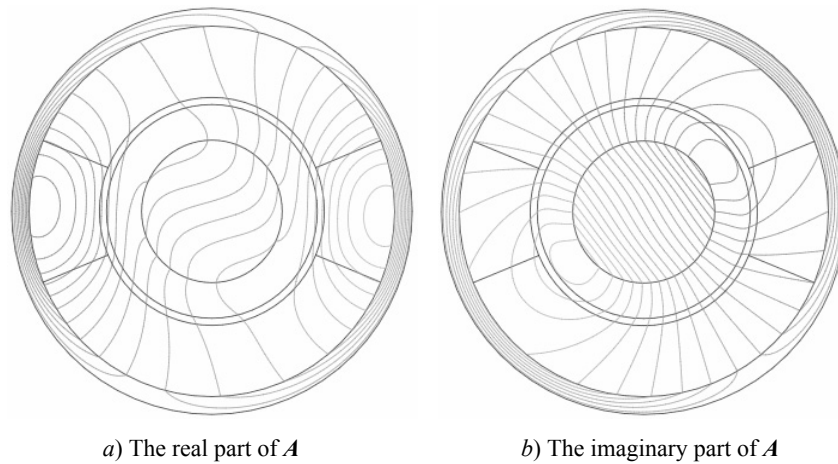 a) The real part of A
b) The imaginary part of A